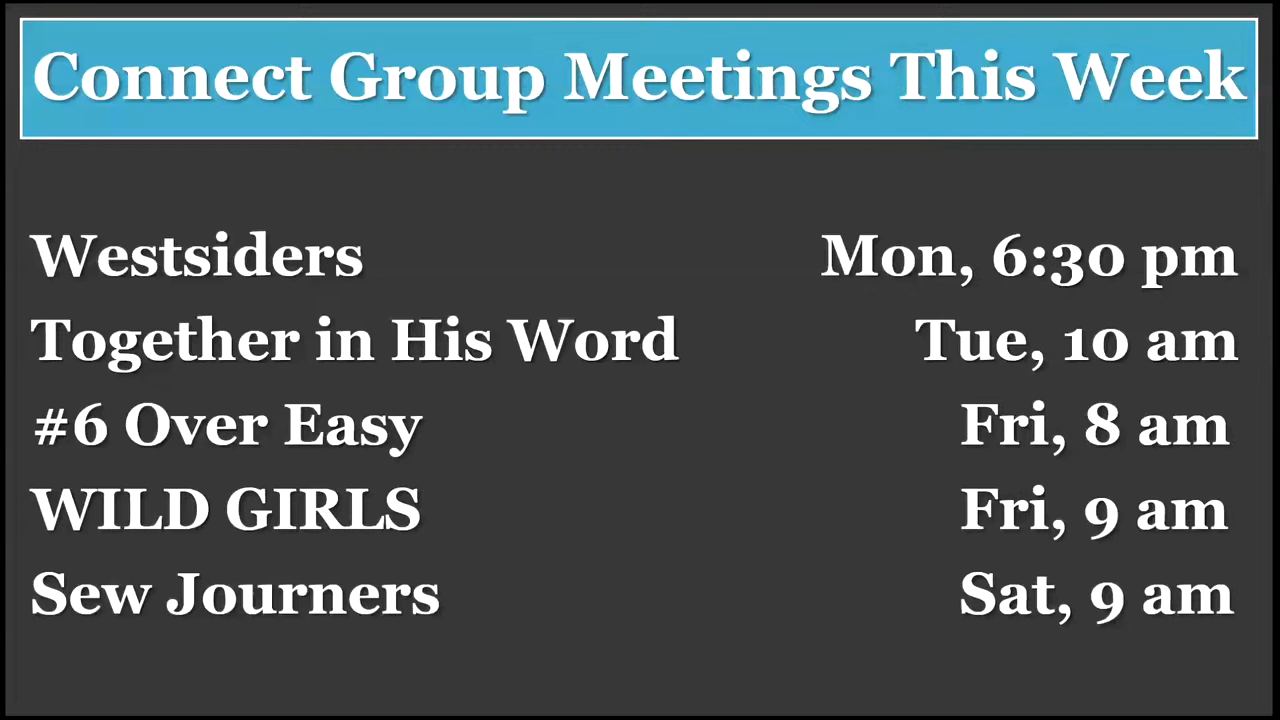 Connect Group Meetings This Week
Westsiders Mon, 6:30 pm
Together in His Word Tue, 10 am
#6 Over Easy Fri, 8 am
WILD GIRLS Fri, 9 am
Sew Journers Sat, 9 am